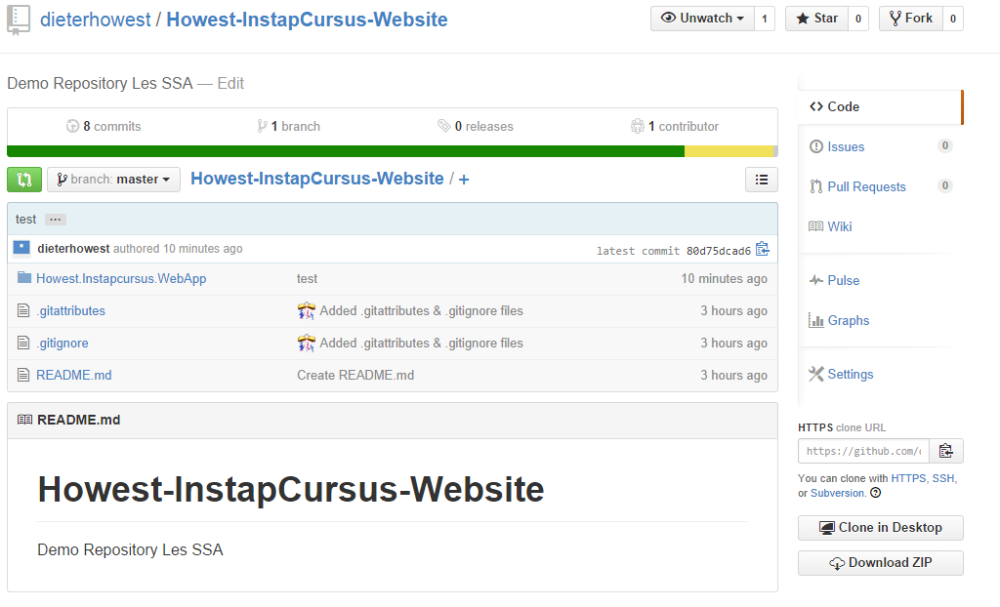 dieterhowest / Howest-InstapCursus-Website
Unwatch 1 Star 0 Fork 0
Demo Repository Les SSA — Edit
8 commits 1 branch 0 releases 1 contributor
branch: master Howest-InstapCursus-Website / +
test ...
dieterhowest authored 10 minutes ago latest commit 80d75dcad6
Howest.Instapcursus.WebApp test 10 minutes ago
.gitattributes Added .gitattributes & .gitignore files 3 hours ago
.gitignore Added .gitattributes & .gitignore files 3 hours ago
README.md Create README.md 3 hours ago
README.md
Howest-InstapCursus-Website
Demo Repository Les SSA
Code
Issues 0
Pull Requests 0
Wiki
Pulse
Graphs
Settings
HTTPS clone URL
https://github.com/
You can clone with HTTPS, SSH,
or Subversion. ?
Clone in Desktop
Download ZIP